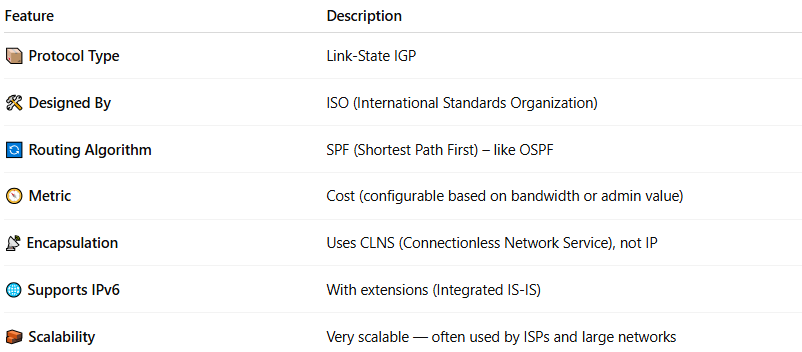 Feature Description
Protocol Type Link-State IGP
Designed By ISO (International Standards Organization)
Routing Algorithm SPF (Shortest Path First) – like OSPF
Metric Cost (configurable based on bandwidth or admin value)
Encapsulation Uses CLNS (Connectionless Network Service), not IP
Supports IPv6 With extensions (Integrated IS-IS)
Scalability Very scalable — often used by ISPs and large networks